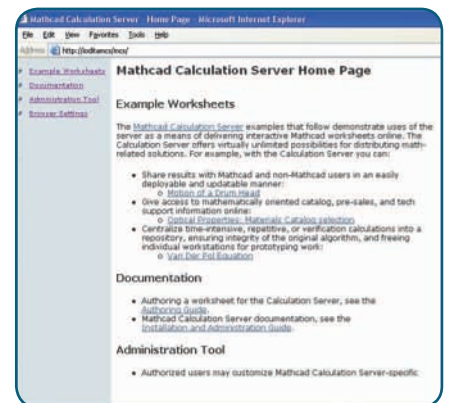 Mathcad Calculation Server - Home Page - Microsoft Internet Explorer
File Edit View Favorites Tools Help
Address http://lodtamcs/mcs/
Example Worksheets
Documentation
Administration Tool
Browser Settings
Mathcad Calculation Server Home Page
Example Worksheets
The Mathcad Calculation Server examples that follow demonstrate uses of the
server as a means of delivering interactive Mathcad worksheets online. The
Calculation Server offers virtually unlimited possibilities for distributing math-
related solutions. For example, with the Calculation Server you can:
• Share results with Mathcad and non-Mathcad users in an easily
deployable and updatable manner:
○ Motion of a Drum Head
• Give access to mathematically oriented catalog, pre-sales, and tech
support information online:
○ Optical Properties: Materials Catalog selection
• Centralize time-intensive, repetitive, or verification calculations into a
repository, ensuring integrity of the original algorithm, and freeing
individual workstations for prototyping work:
○ Van Der Pol Equation
Documentation
• Authoring a worksheet for the Calculation Server, see the
Authoring Guide.
• Mathcad Calculation Server documentation, see the
Installation and Administration Guide.
Administration Tool
• Authorized users may customize Mathcad Calculation Server-specific